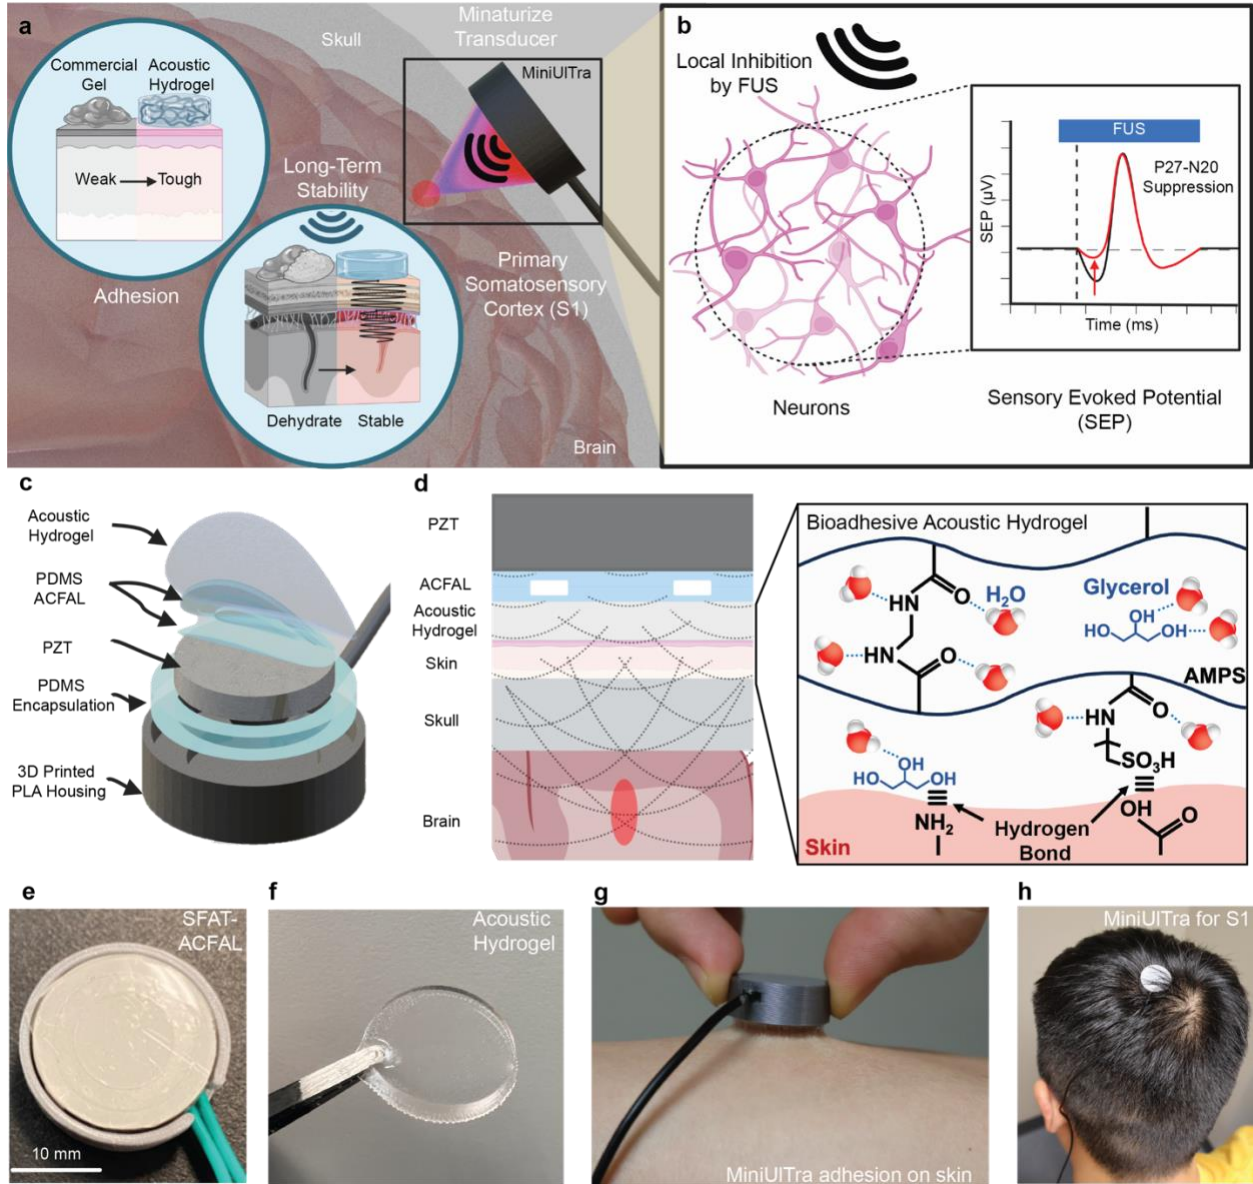 a
Skull
Minaturize
Transducer
Commercial
Gel
Acoustic
Hydrogel
Weak
Tough
Adhesion
MiniUlTra
Long-Term
Stability
Dehydrate
Stable
Primary
Somatosensory
Cortex (S1)
Brain
b
Local Inhibition
by FUS
Neurons
FUS
P27-N20
Suppression
SEP (μV)
Time (ms)
Sensory Evoked Potential
(SEP)
c
Acoustic
Hydrogel
PDMS
ACFAL
PZT
PDMS
Encapsulation
3D Printed
PLA Housing
d
PZT
ACFAL
Acoustic
Hydrogel
Skin
Skull
Brain
Bioadhesive Acoustic Hydrogel
HN
O
H2O
HN
O
Glycerol
OH
HO
OH
AMPS
HN
O
SO3H
OH
HO
OH
NH2
OH
O
Hydrogen
Bond
Skin
e
SFAT-
ACFAL
10 mm
f
Acoustic
Hydrogel
g
MiniUlTra adhesion on skin
h
MiniUlTra for S1